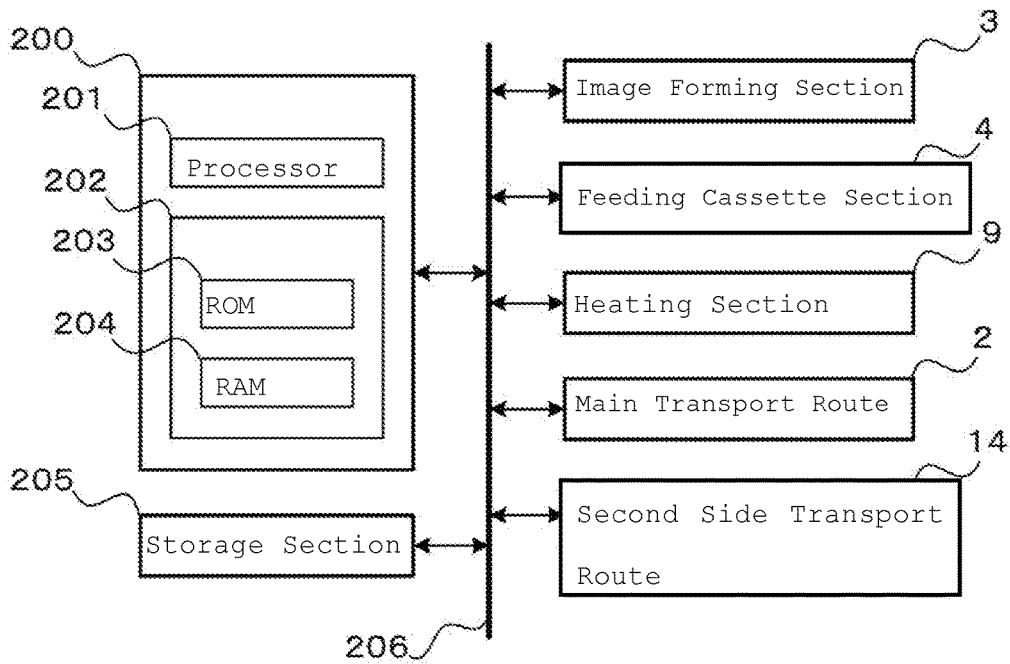 200
201
Processor
202
203
ROM
204
RAM
205
Storage Section
206
3
Image Forming Section
4
Feeding Cassette Section
9
Heating Section
2
Main Transport Route
14
Second Side Transport
Route